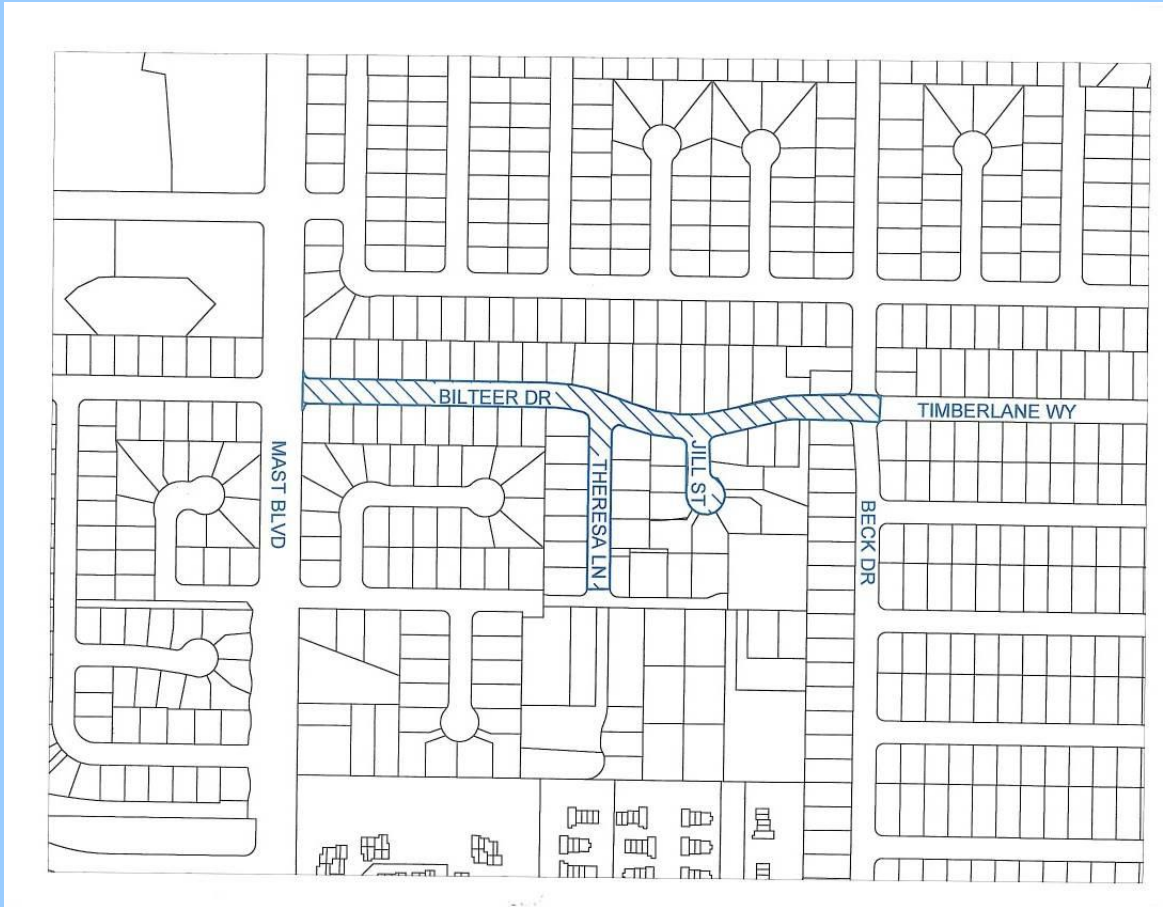 BILTEER DR
TIMBERLANE WY
MAST BLVD
JILL ST
THERESA LN
BECK DR